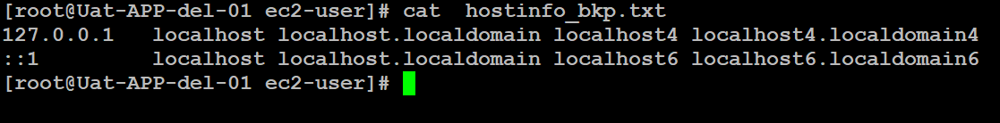 [root@Uat-APP-del-01 ec2-user]# cat  hostinfo_bkp.txt
127.0.0.1   localhost localhost.localdomain localhost4 localhost4.localdomain4
::1         localhost localhost.localdomain localhost6 localhost6.localdomain6
[root@Uat-APP-del-01 ec2-user]#